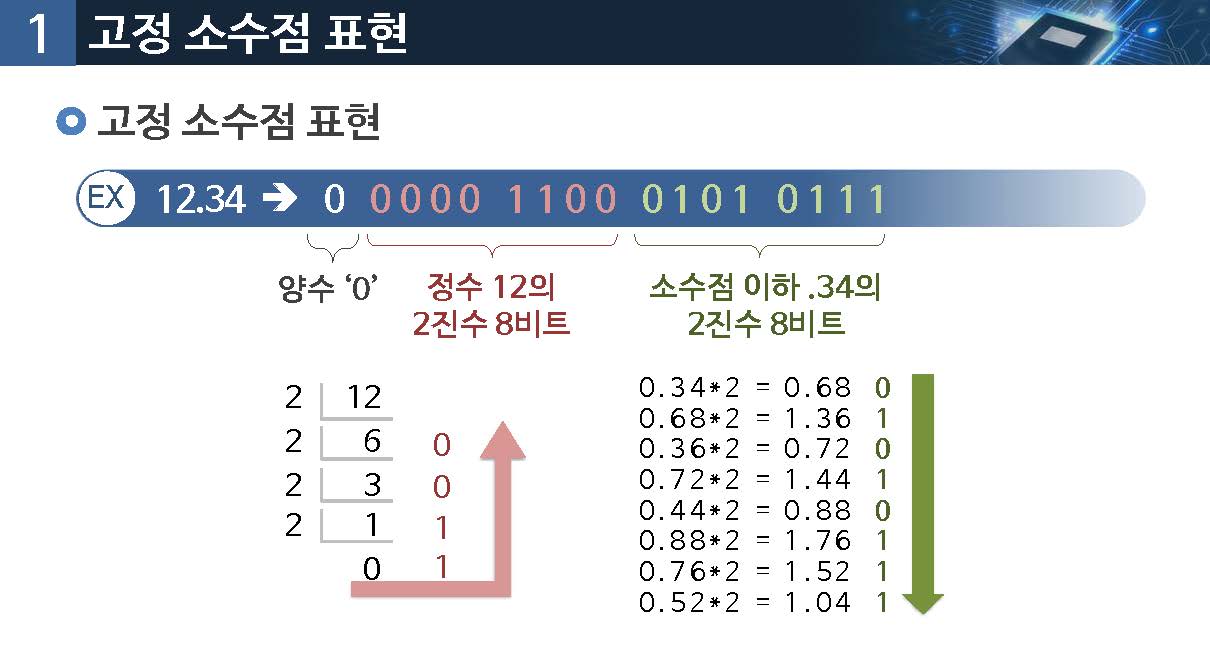 1 고정 소수점 표현
고정 소수점 표현
EX 12.34 → 0 0000 1100 0101 0111
양수 ‘0’
정수 12의
2진수 8비트
소수점 이하 .34의
2진수 8비트
2 12
2 6 0
2 3 0
2 1 1
0 1
0.34*2 = 0.68 0
0.68*2 = 1.36 1
0.36*2 = 0.72 0
0.72*2 = 1.44 1
0.44*2 = 0.88 0
0.88*2 = 1.76 1
0.76*2 = 1.52 1
0.52*2 = 1.04 1